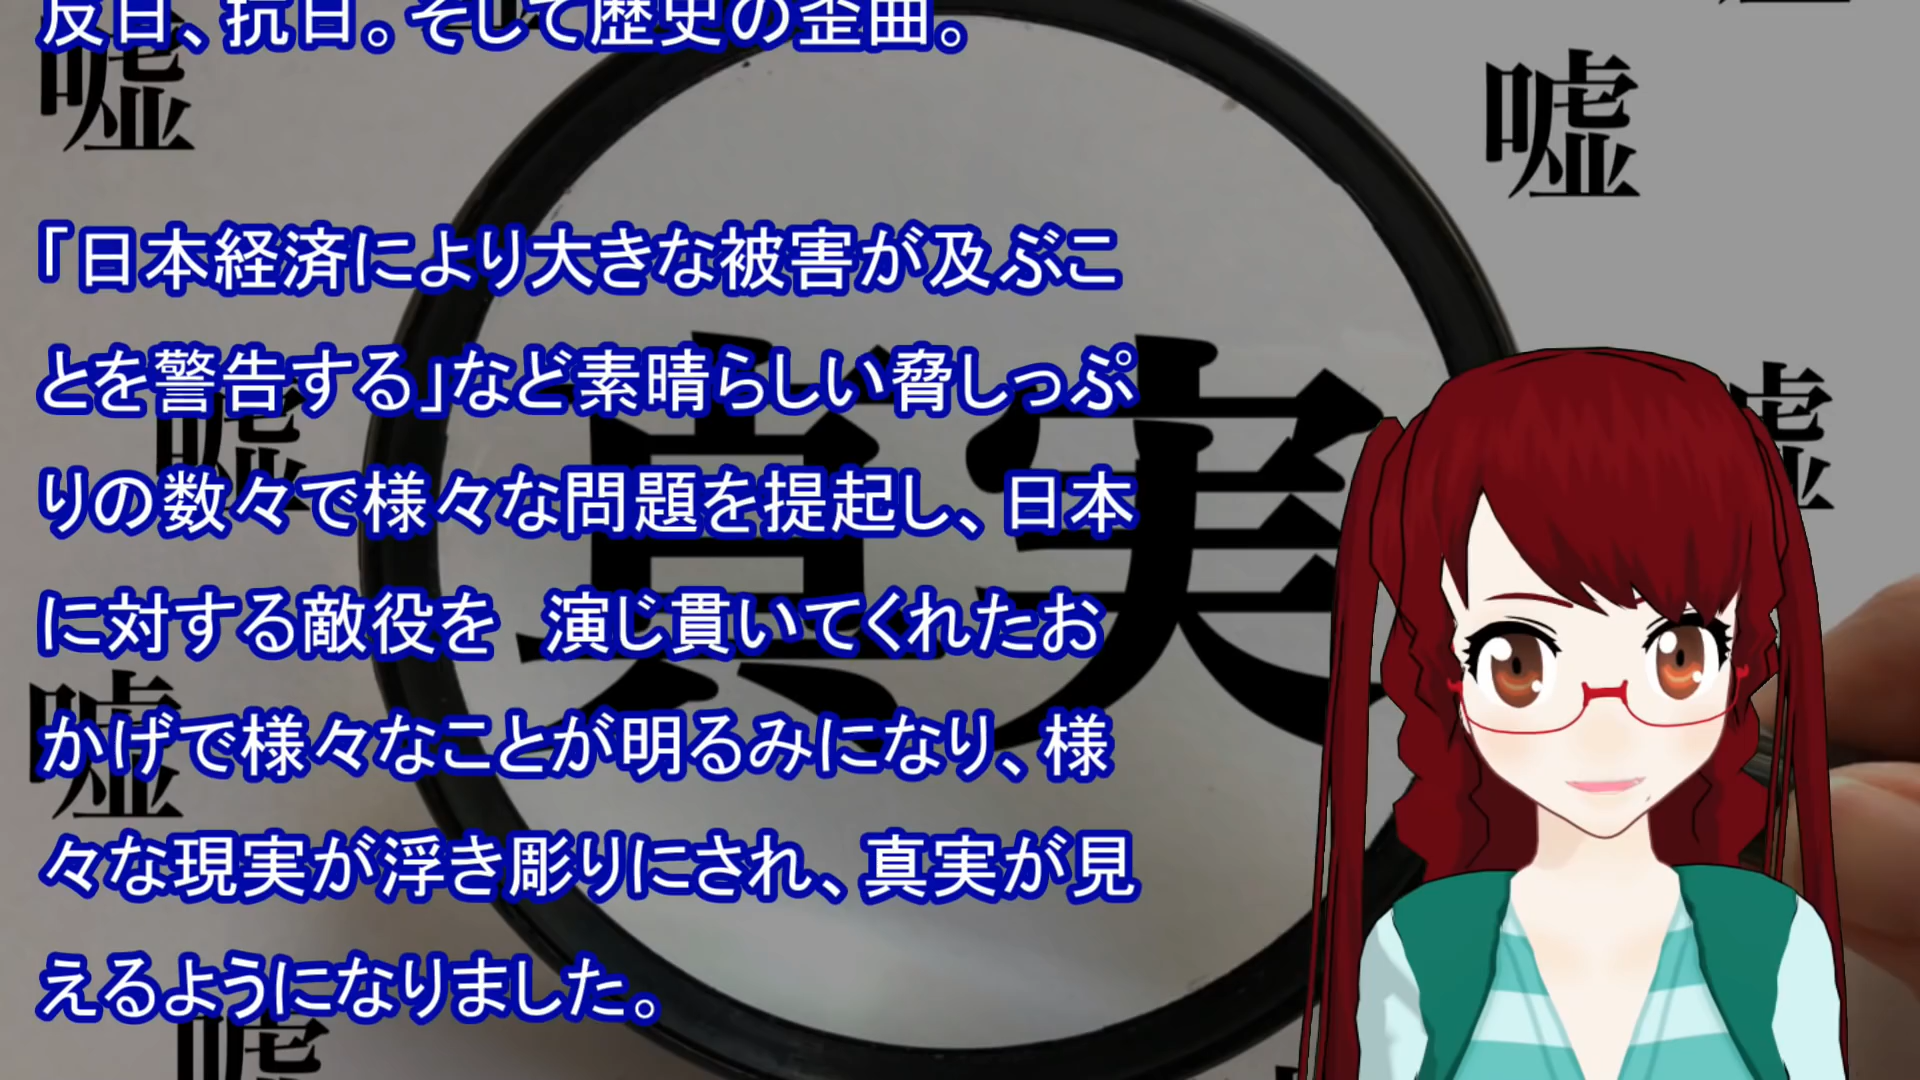 反日、抗日。そして歴史の歪曲。
嘘
嘘
「日本経済により大きな被害が及ぶこ
とを警告する」など素晴らしい脅しっぷ
りの数々で様々な問題を提起し、日本
に対する敵役を　演じ貫いてくれたお
かげで様々なことが明るみになり、様
々な現実が浮き彫りにされ、真実が見
えるようになりました。
真実
嘘
嘘
嘘
嘘